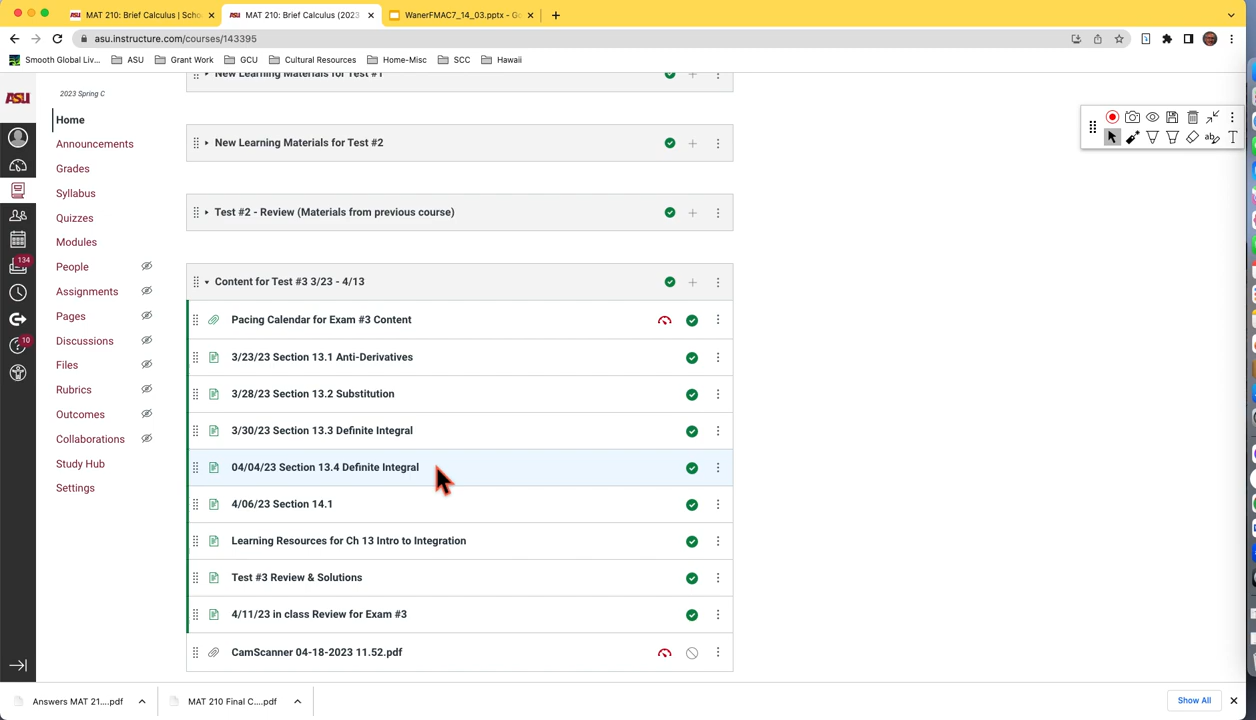 MAT 210: Brief Calculus | Scho
MAT 210: Brief Calculus (2023
WanerFMAC7_14_03.pptx - Go
asu.instructure.com/courses/143395
Smooth Global Liv...
ASU
Grant Work
GCU
Cultural Resources
Home-Misc
SCC
Hawaii
ASU
2023 Spring C
Home
Announcements
Grades
Syllabus
Quizzes
Modules
People
Assignments
Pages
Discussions
Files
Rubrics
Outcomes
Collaborations
Study Hub
Settings
134
10
New Learning Materials for Test #1
New Learning Materials for Test #2
Test #2 - Review (Materials from previous course)
Content for Test #3 3/23 - 4/13
Pacing Calendar for Exam #3 Content
3/23/23 Section 13.1 Anti-Derivatives
3/28/23 Section 13.2 Substitution
3/30/23 Section 13.3 Definite Integral
04/04/23 Section 13.4 Definite Integral
4/06/23 Section 14.1
Learning Resources for Ch 13 Intro to Integration
Test #3 Review & Solutions
4/11/23 in class Review for Exam #3
CamScanner 04-18-2023 11.52.pdf
Answers MAT 21....pdf
MAT 210 Final C....pdf
Show All